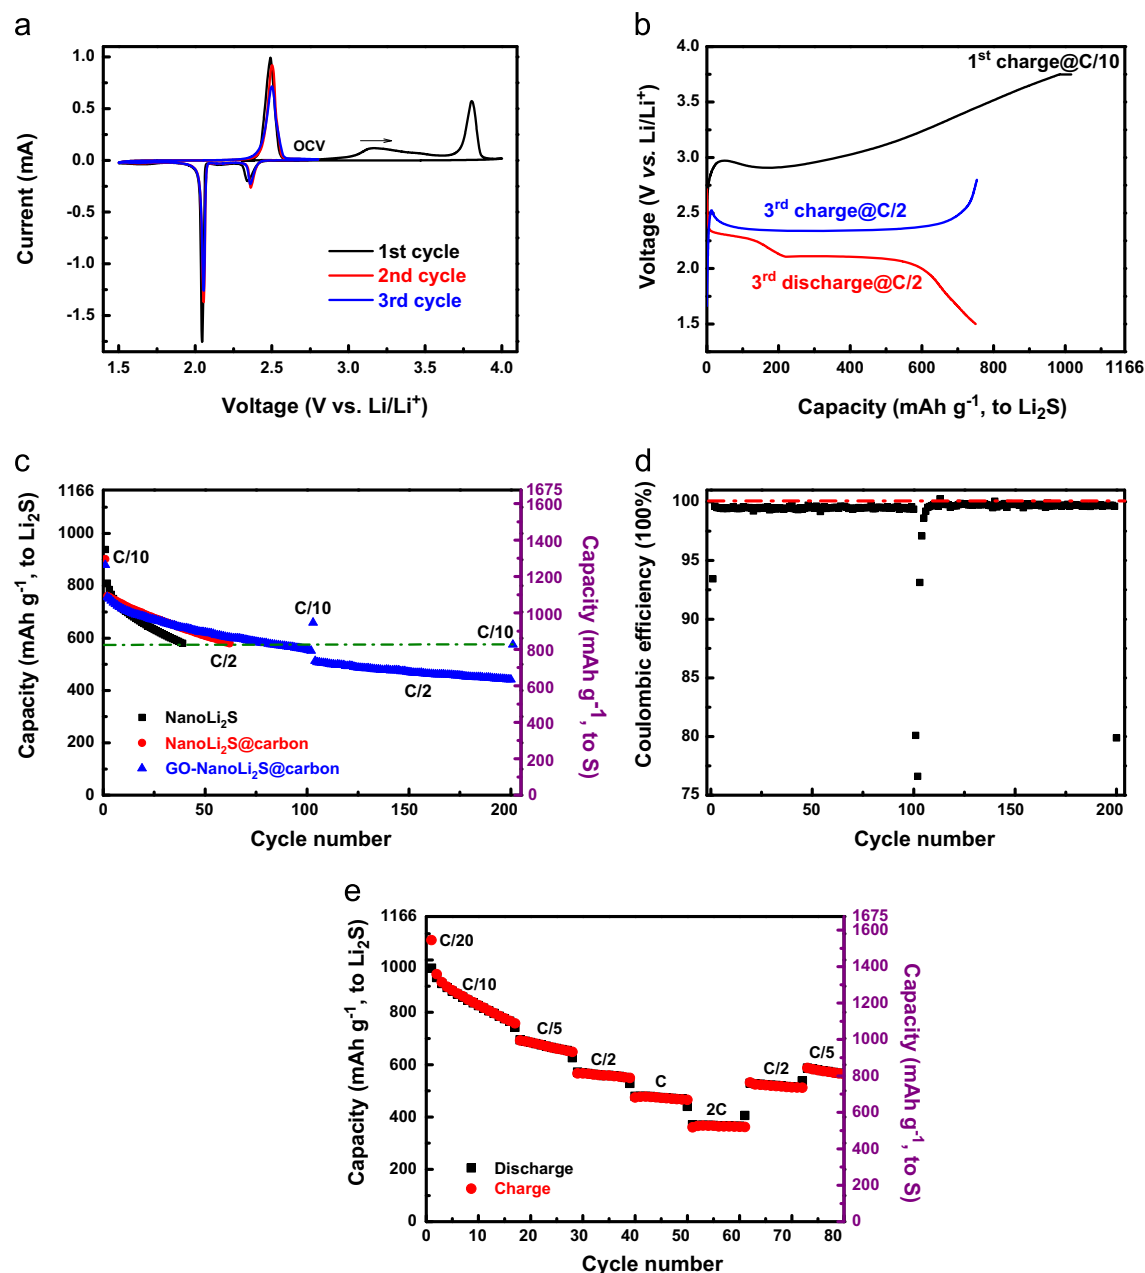 a
Current (mA)
1.0
0.5
0.0
-0.5
-1.0
-1.5
OCV
1st cycle
2nd cycle
3rd cycle
1.5 2.0 2.5 3.0 3.5 4.0
Voltage (V vs. Li/Li⁺)
b
Voltage (V vs. Li/Li⁺)
4.0
3.5
3.0
2.5
2.0
1.5
1ˢᵗ charge@C/10
3ʳᵈ charge@C/2
3ʳᵈ discharge@C/2
0 200 400 600 800 1000 1166
Capacity (mAh g⁻¹, to Li₂S)
c
Capacity (mAh g⁻¹, to Li₂S)
1166
1000
800
600
400
200
0
C/10
C/10
C/10
C/2
C/2
NanoLi₂S
NanoLi₂S@carbon
GO-NanoLi₂S@carbon
0 50 100 150 200
Cycle number
1675
1600
1400
1200
1000
800
600
400
200
0
Capacity (mAh g⁻¹, to S)
d
Coulombic efficiency (100%)
100
95
90
85
80
75
0 50 100 150 200
Cycle number
e
Capacity (mAh g⁻¹, to Li₂S)
1166
1000
800
600
400
200
0
C/20
C/10
C/5
C/2
C
2C
C/2
C/5
Discharge
Charge
0 10 20 30 40 50 60 70 80
Cycle number
1675
1600
1400
1200
1000
800
600
400
200
0
Capacity (mAh g⁻¹, to S)